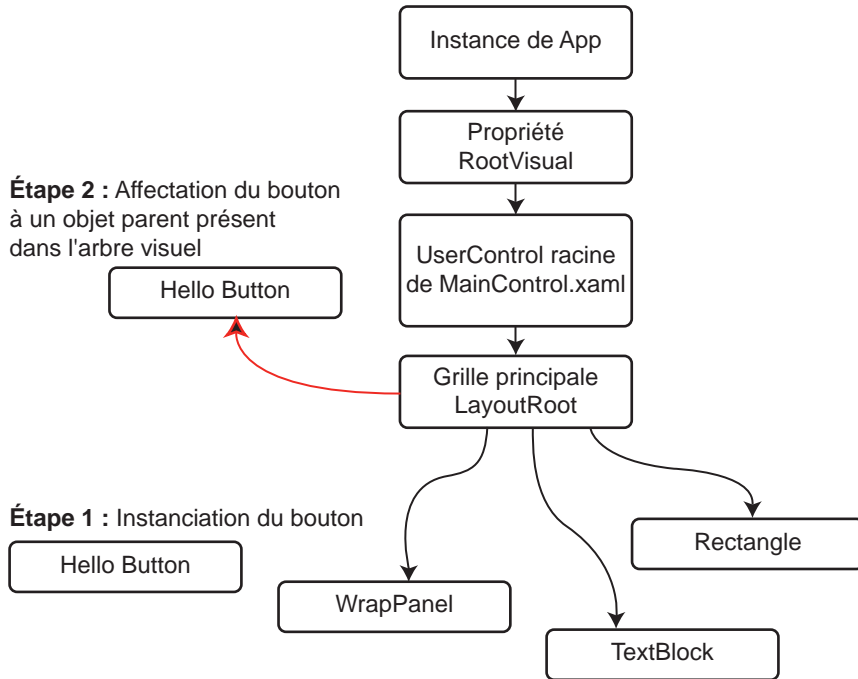 Instance de App
Propriété
RootVisual
Étape 2 : Affectation du bouton
à un objet parent présent
dans l'arbre visuel
UserControl racine
de MainControl.xaml
Hello Button
Grille principale
LayoutRoot
Étape 1 : Instanciation du bouton
Rectangle
Hello Button
WrapPanel
TextBlock